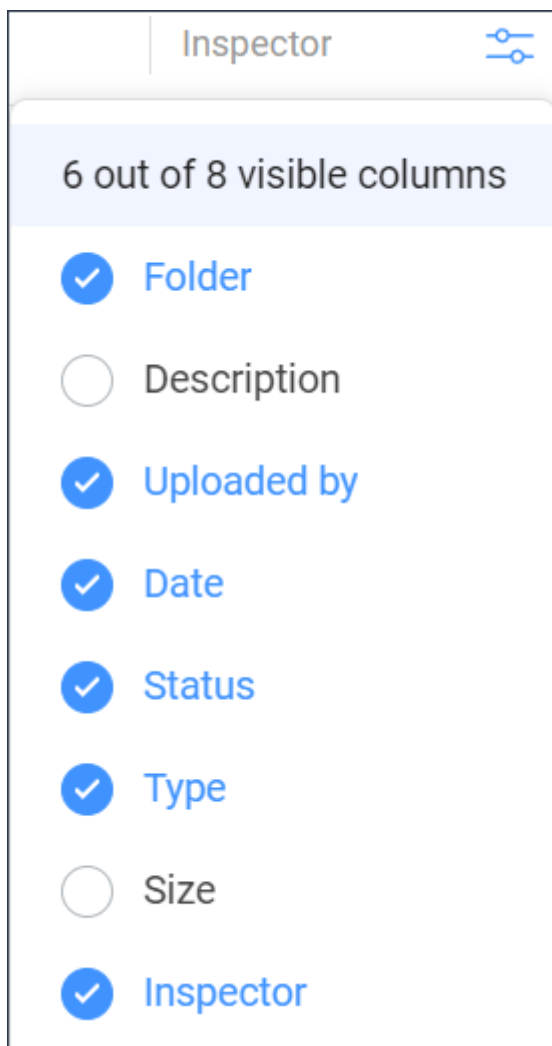 Inspector
6 out of 8 visible columns
Folder
Description
Uploaded by
Date
Status
Type
Size
Inspector